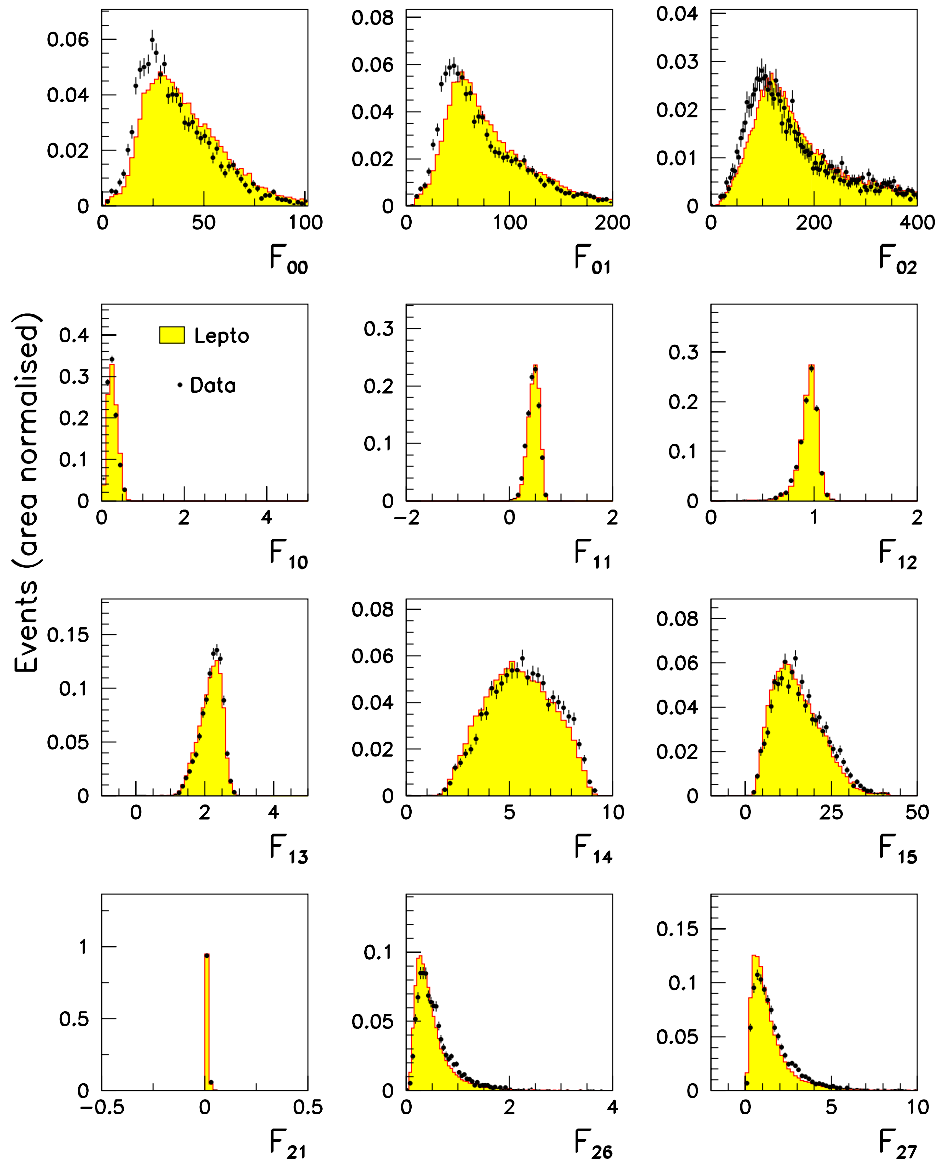 Events (area normalised)
0.06
0.04
0.02
0
0 50 100
F00
0.08
0.06
0.04
0.02
0
0 100 200
F01
0.04
0.03
0.02
0.01
0
0 200 400
F02
0.4
0.3
0.2
0.1
0
Lepto
Data
0 2 4
F10
0.3
0.2
0.1
0
−2 0 2
F11
0.3
0.2
0.1
0
0 1 2
F12
0.15
0.1
0.05
0
0 2 4
F13
0.08
0.06
0.04
0.02
0
0 5 10
F14
0.08
0.06
0.04
0.02
0
0 25 50
F15
1
0.5
0
−0.5 0 0.5
F21
0.1
0.05
0
0 2 4
F26
0.15
0.1
0.05
0
0 5 10
F27